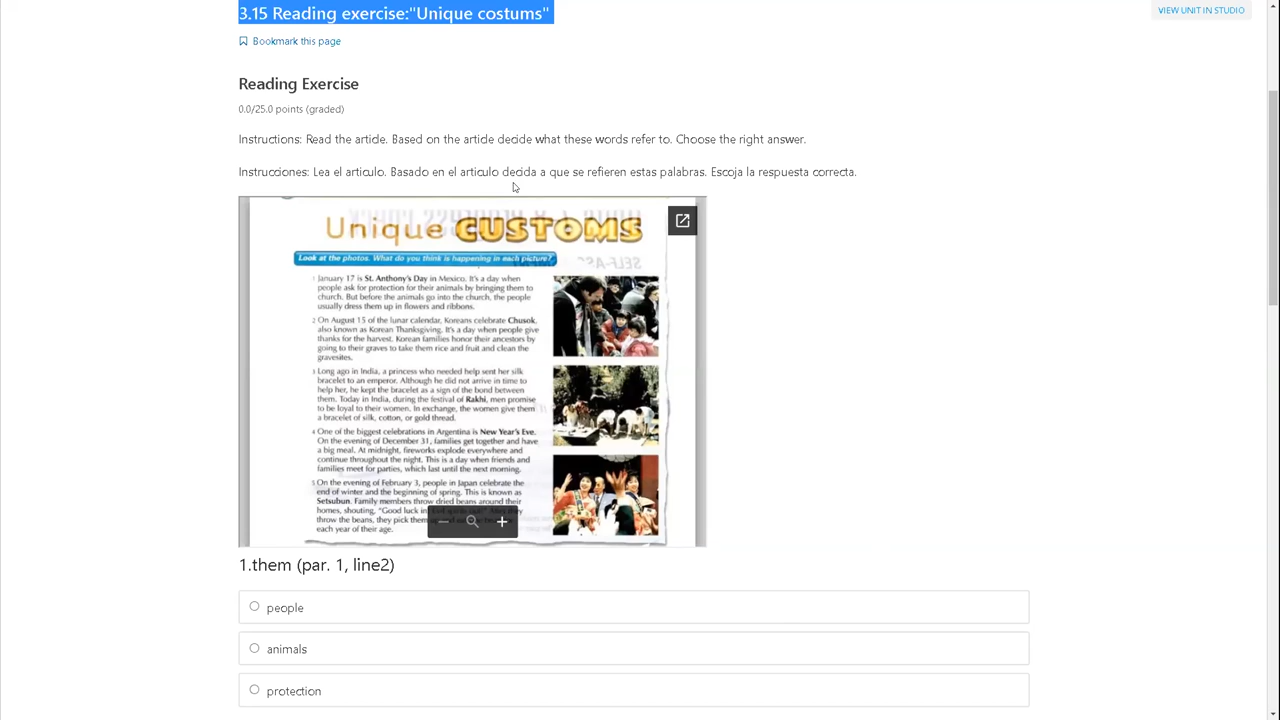 3.15 Reading exercise:"Unique costums"
VIEW UNIT IN STUDIO
Bookmark this page
Reading Exercise
0.0/25.0 points (graded)
Instructions: Read the article. Based on the article decide what these words refer to. Choose the right answer.
Instrucciones: Lea el articulo. Basado en el articulo decida a que se refieren estas palabras. Escoja la respuesta correcta.
Unique CUSTOMS
Look at the photos. What do you think is happening in each picture?
1 January 17 is St. Anthony's Day in Mexico. It's a day when
people ask for protection for their animals by bringing them to
church. But before the animals go into the church, the people
usually dress them up in flowers and ribbons.
2 On August 15 of the lunar calendar, Koreans celebrate Chusok,
also known as Korean Thanksgiving. It's a day when people give
thanks for the harvest. Korean families honor their ancestors by
going to their graves to take them rice and fruit and clean the
gravesites.
3 Long ago in India, a princess who needed help sent her silk
bracelet to an emperor. Although he did not arrive in time to
help her, he kept the bracelet as a sign of the bond between
them. Today in India, during the festival of Rakhi, men promise
to be loyal to their women. In exchange, the women give them
a bracelet of silk, cotton, or gold thread.
4 One of the biggest celebrations in Argentina is New Year's Eve.
On the evening of December 31, families get together and have
a big meal. At midnight, fireworks explode everywhere and
continue throughout the night. This is a day when friends and
families meet for parties, which last until the next morning.
5 On the evening of February 3, people in Japan celebrate the
end of winter and the beginning of spring. This is known as
Setsubun. Family members throw dried beans around their
homes, shouting, "Good luck in!
throw the beans, they pick them
each year of their age.
1.them (par. 1, line2)
people
animals
protection